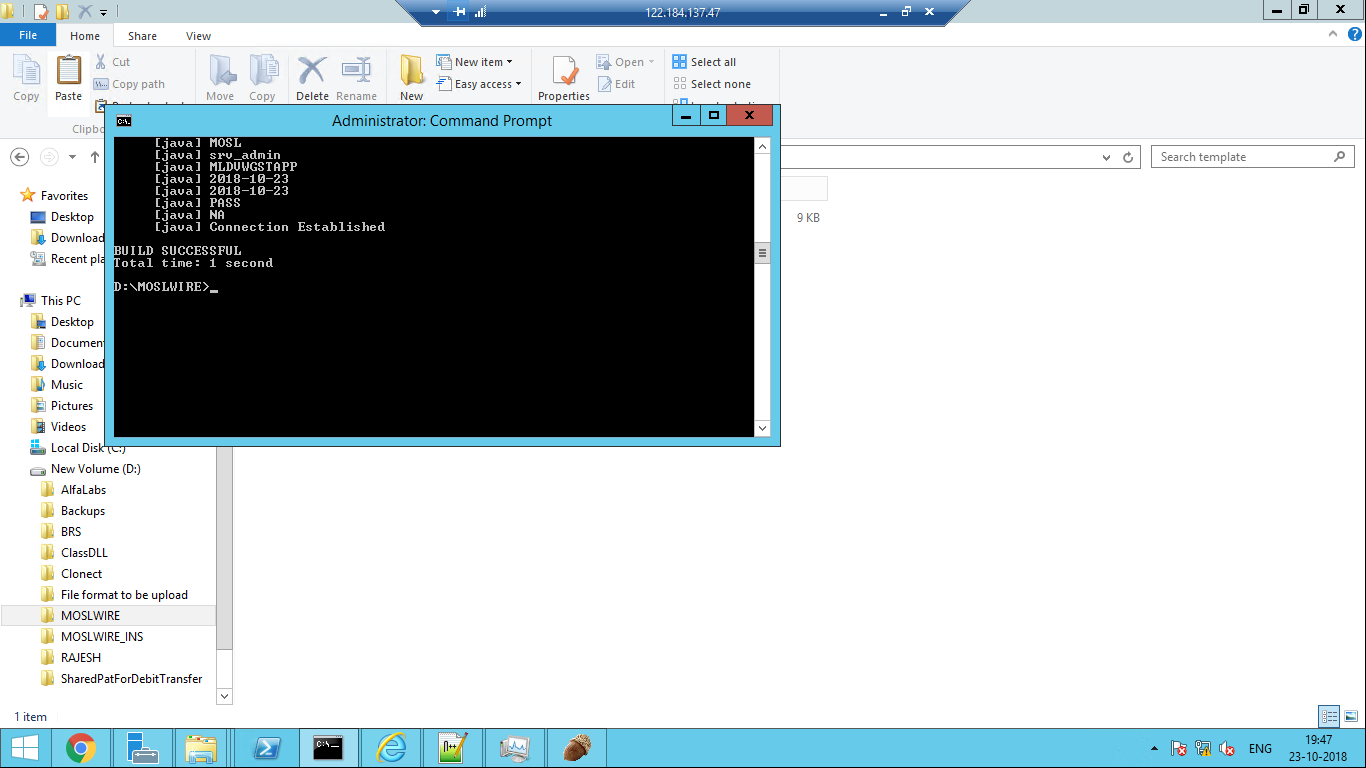 122.184.137.47
File Home Share View
Copy
Paste
Cut
Copy path
Move
Copy
Delete
Rename
New
New item
Easy access
Properties
Open
Edit
Select all
Select none
Administrator: Command Prompt
[java] MOSL
[java] srv_admin
[java] MLDVWGSTAPP
[java] 2018-10-23
[java] 2018-10-23
[java] PASS
[java] NA
[java] Connection Established
BUILD SUCCESSFUL
Total time: 1 second
D:\MOSLWIRE>_
Search template
9 KB
Favorites
Desktop
Download
Recent pla
This PC
Desktop
Documen
Download
Music
Pictures
Videos
Local Disk (C:)
New Volume (D:)
AlfaLabs
Backups
BRS
ClassDLL
Clonect
File format to be upload
MOSLWIRE
MOSLWIRE_INS
RAJESH
SharedPatForDebitTransfer
1 item
ENG
19:47
23-10-2018